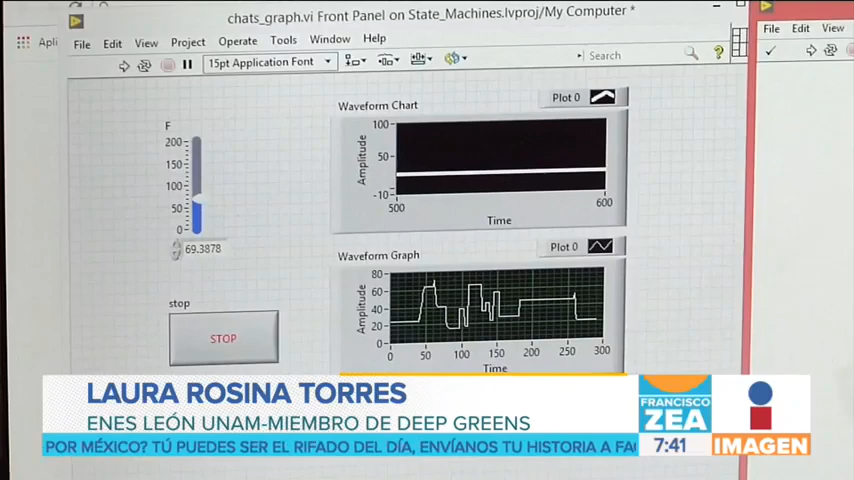 chats_graph.vi Front Panel on State_Machines.lvproj/My Computer *
Apli
File Edit View Project Operate Tools Window Help
File Edit View
15pt Application Font
Search
?
F
200
150
100
50
0
69.3878
stop
STOP
Waveform Chart
Plot 0
Amplitude
100
50
-10
500
600
Time
Waveform Graph
Plot 0
Amplitude
80
60
40
20
0
0 50 100 150 200 250 300
Time
LAURA ROSINA TORRES
ENES LEÓN UNAM-MIEMBRO DE DEEP GREENS
POR MÉXICO? TÚ PUEDES SER EL RIFADO DEL DÍA, ENVÍANOS TU HISTORIA A FA
FRANCISCO
ZEA
7:41
IMAGEN